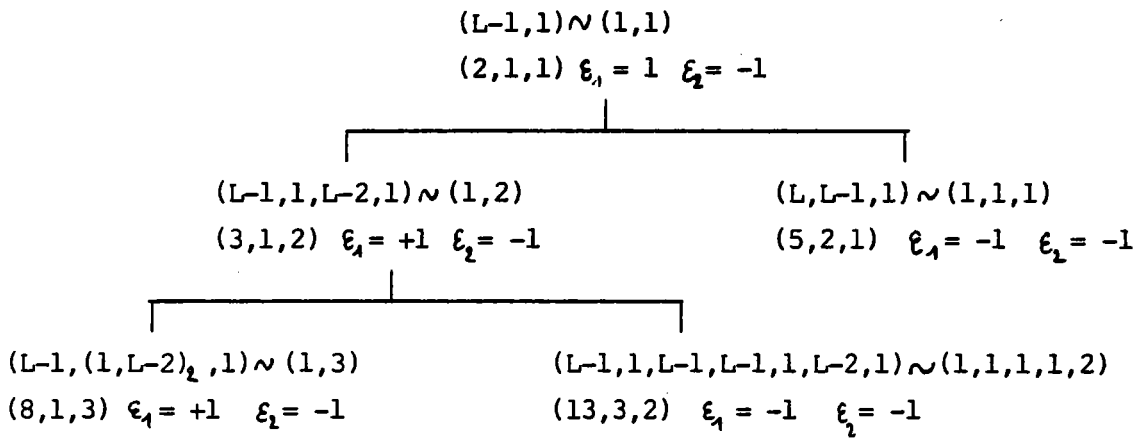 (L-1,1) ~ (1,1)
(2,1,1) ε₁ = 1 ε₂ = -1
(L-1,1,L-2,1) ~ (1,2)
(3,1,2) ε₁ = +1 ε₂ = -1
(L,L-1,1) ~ (1,1,1)
(5,2,1) ε₁ = -1 ε₂ = -1
(L-1,(1,L-2)₂,1) ~ (1,3)
(8,1,3) ε₁ = +1 ε₂ = -1
(L-1,1,L-1,L-1,1,L-2,1) ~ (1,1,1,1,2)
(13,3,2) ε₁ = -1 ε₂ = -1